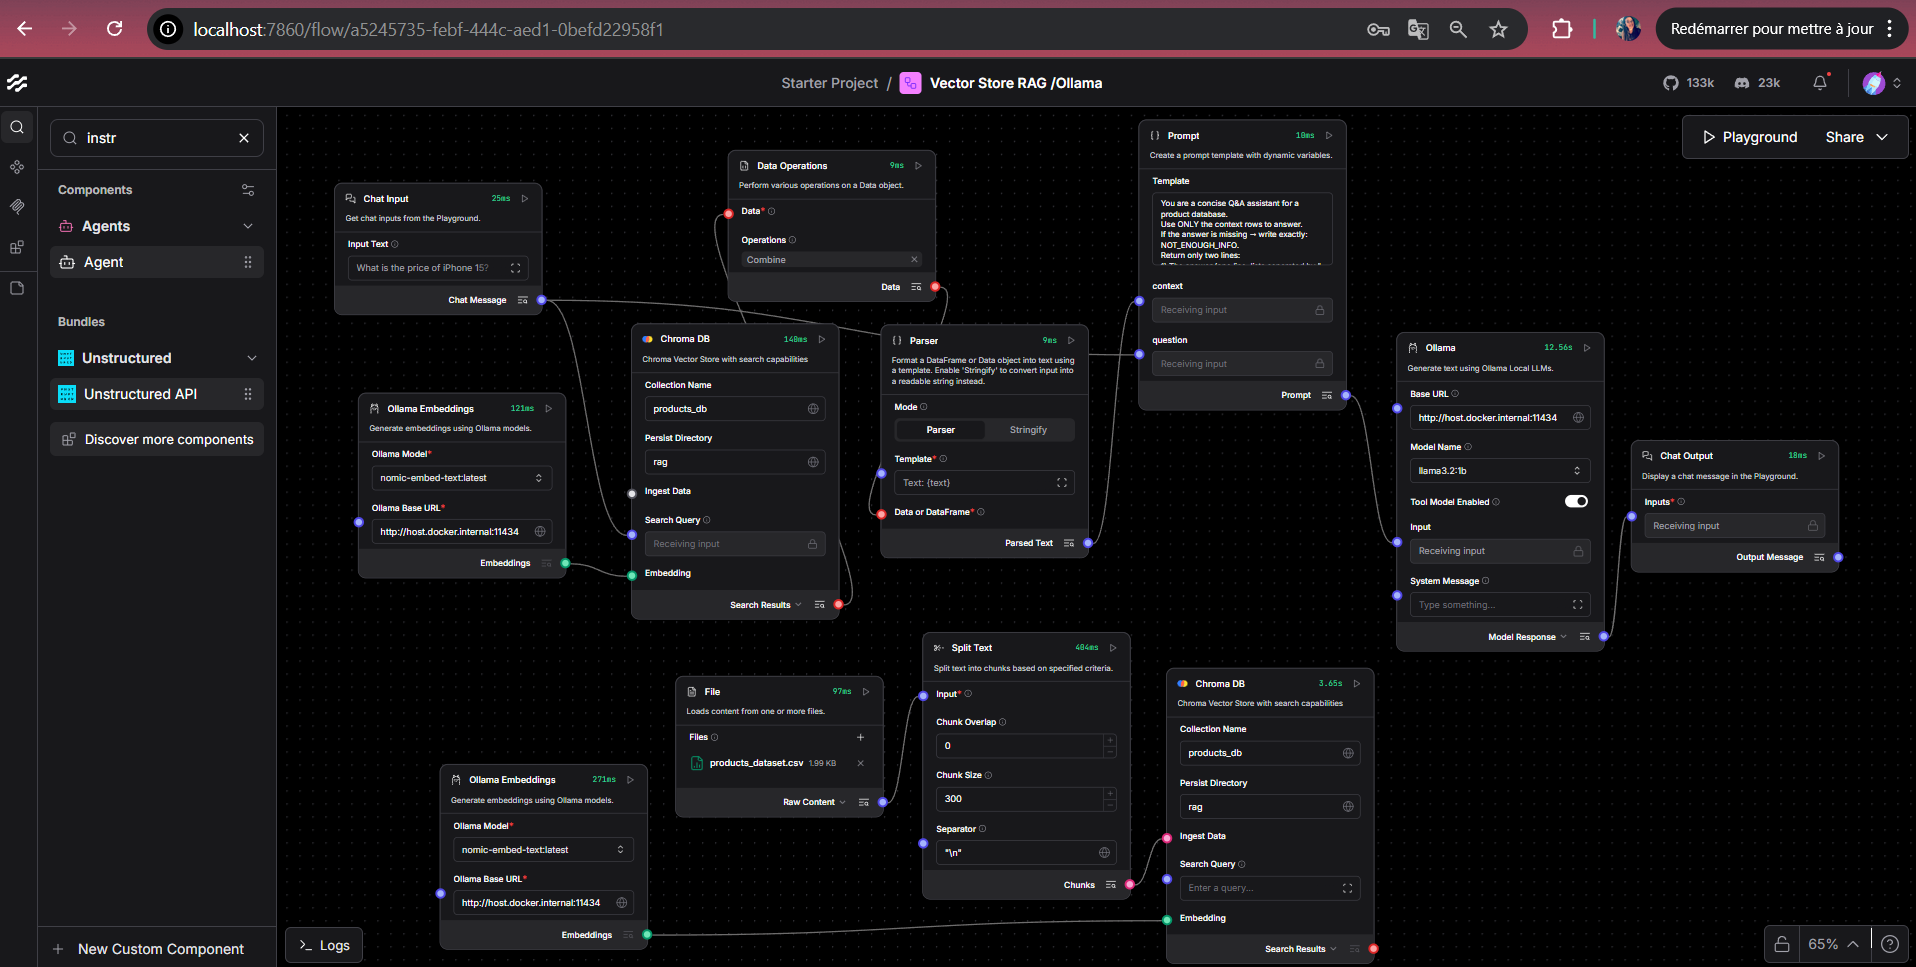 localhost:7860/flow/a5245735-febf-444c-aed1-0befd22958f1
Redémarrer pour mettre à jour
Starter Project / Vector Store RAG /Ollama
133k
23k
instr
Components
Agents
Agent
Bundles
Unstructured
Unstructured API
Discover more components
New Custom Component
Playground
Share
Chat Input
25ms
Get chat inputs from the Playground.
Input Text
What is the price of iPhone 15?
Chat Message
Data Operations
9ms
Perform various operations on a Data object.
Data*
Operations
Combine
Data
Prompt
10ms
Create a prompt template with dynamic variables.
Template
You are a concise Q&A assistant for a
product database.
Use ONLY the context rows to answer.
If the answer is missing → write exactly:
NOT_ENOUGH_INFO.
Return only two lines:
context
Receiving input
question
Receiving input
Prompt
Ollama Embeddings
121ms
Generate embeddings using Ollama models.
Ollama Model*
nomic-embed-text:latest
Ollama Base URL*
http://host.docker.internal:11434
Embeddings
Chroma DB
140ms
Chroma Vector Store with search capabilities
Collection Name
products_db
Persist Directory
rag
Ingest Data
Search Query
Receiving input
Embedding
Search Results
Parser
9ms
Format a DataFrame or Data object into text using
a template. Enable 'Stringify' to convert input into
a readable string instead.
Mode
Parser
Stringify
Template*
Text: {text}
Data or DataFrame*
Parsed Text
Ollama
12.56s
Generate text using Ollama Local LLMs.
Base URL
http://host.docker.internal:11434
Model Name
llama3.2:1b
Tool Model Enabled
Input
Receiving input
System Message
Type something...
Model Response
Chat Output
18ms
Display a chat message in the Playground.
Inputs*
Receiving input
Output Message
Ollama Embeddings
271ms
Generate embeddings using Ollama models.
Ollama Model*
nomic-embed-text:latest
Ollama Base URL*
http://host.docker.internal:11434
Embeddings
File
97ms
Loads content from one or more files.
Files
products_dataset.csv 1.99 KB
Raw Content
Split Text
404ms
Split text into chunks based on specified criteria.
Input*
Chunk Overlap
0
Chunk Size
300
Separator
"\n"
Chunks
Chroma DB
3.65s
Chroma Vector Store with search capabilities
Collection Name
products_db
Persist Directory
rag
Ingest Data
Search Query
Enter a query...
Embedding
Search Results
Logs
65%